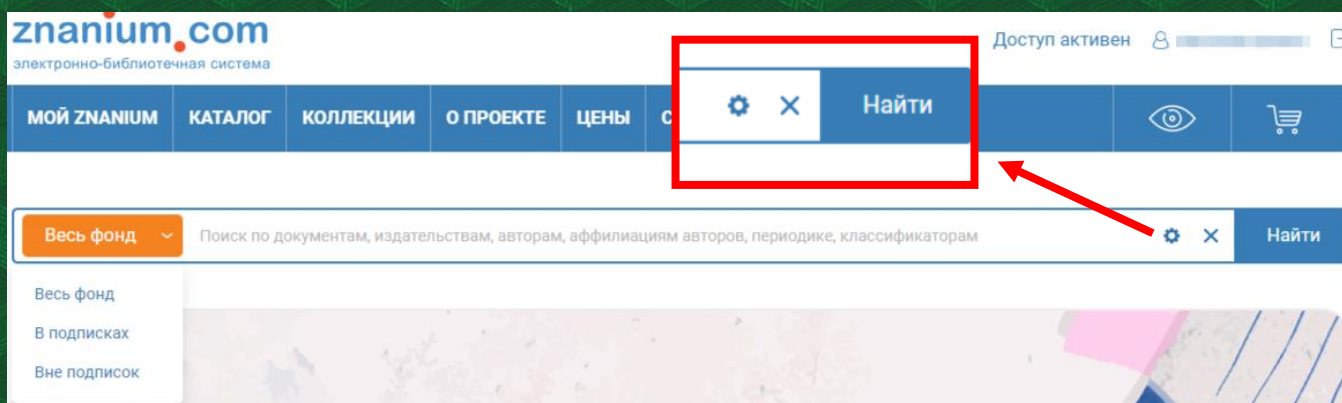 znanium.com
электронно-библиотечная система
Доступ активен
МОЙ ZNANIUM КАТАЛОГ КОЛЛЕКЦИИ О ПРОЕКТЕ ЦЕНЫ С
Найти
Весь фонд Поиск по документам, издательствам, авторам, аффилиациям авторов, периодике, классификаторам Найти
Весь фонд
В подписках
Вне подписок